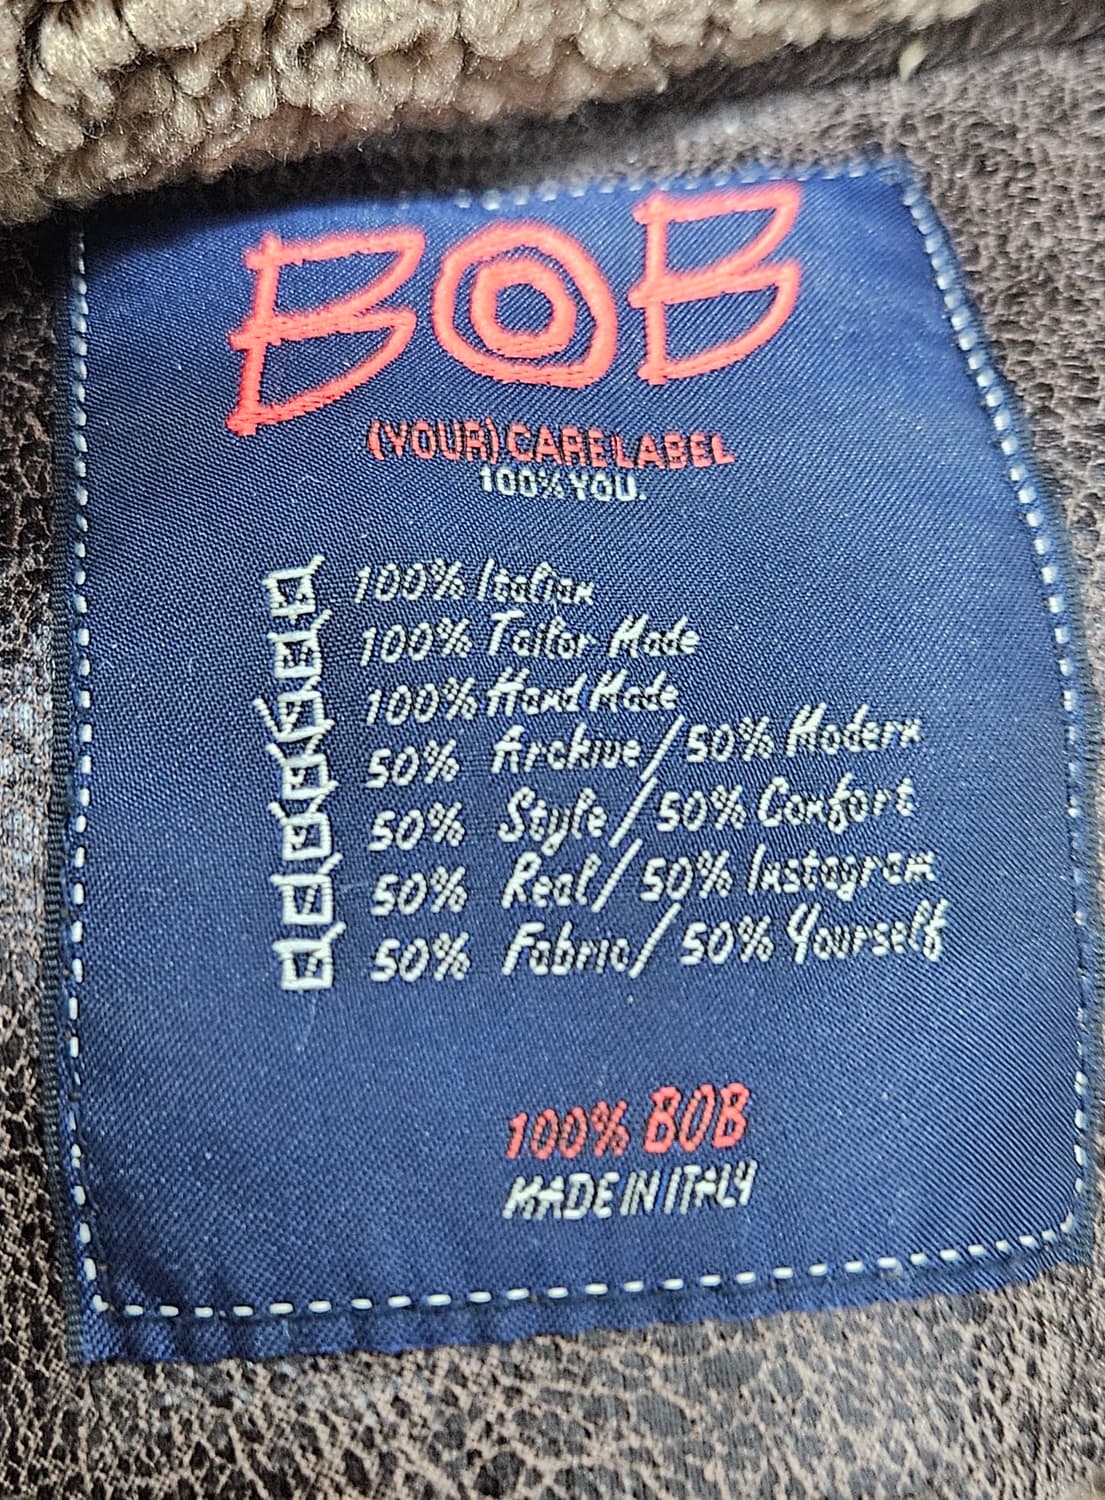 BOB
(YOUR) CARE LABEL
100% YOU.
100% Italian
100% Tailor Made
100% Hand Made
50% Archive / 50% Modern
50% Style / 50% Comfort
50% Real / 50% Instagram
50% Fabric / 50% Yourself
100% BOB
MADE IN ITALY